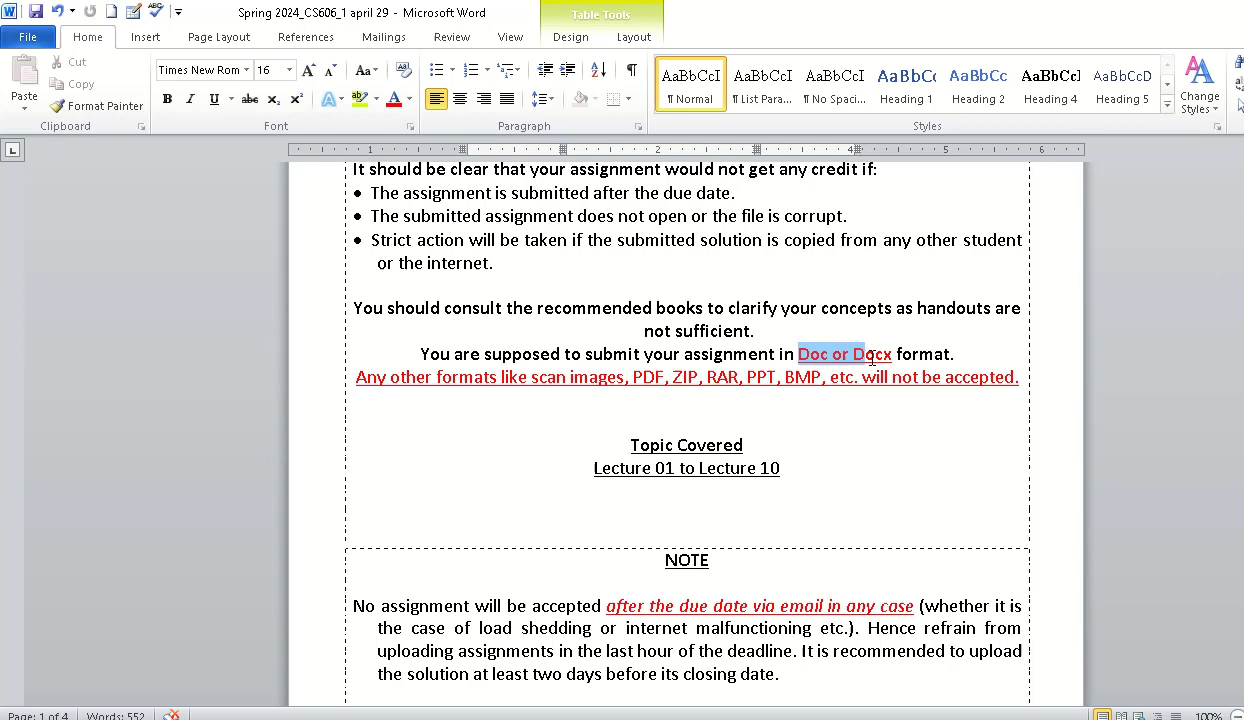 Spring 2024_CS606_1 april 29 - Microsoft Word
Table Tools
File Home Insert Page Layout References Mailings Review View Design Layout
Paste
Cut
Copy
Format Painter
Clipboard
Times New Rom 16
Font
Paragraph
AaBbCcI AaBbCcI AaBbCcI AaBbCc AaBbCc AaBbCcI AaBbCcD
¶ Normal ¶ List Para... ¶ No Spaci... Heading 1 Heading 2 Heading 4 Heading 5
Change Styles
Styles
1 2 4 5 6
It should be clear that your assignment would not get any credit if:
• The assignment is submitted after the due date.
• The submitted assignment does not open or the file is corrupt.
• Strict action will be taken if the submitted solution is copied from any other student
or the internet.
You should consult the recommended books to clarify your concepts as handouts are
not sufficient.
You are supposed to submit your assignment in Doc or Docx format.
Any other formats like scan images, PDF, ZIP, RAR, PPT, BMP, etc. will not be accepted.
Topic Covered
Lecture 01 to Lecture 10
NOTE
No assignment will be accepted after the due date via email in any case (whether it is
the case of load shedding or internet malfunctioning etc.). Hence refrain from
uploading assignments in the last hour of the deadline. It is recommended to upload
the solution at least two days before its closing date.
Page: 1 of 4 Words: 552 100%